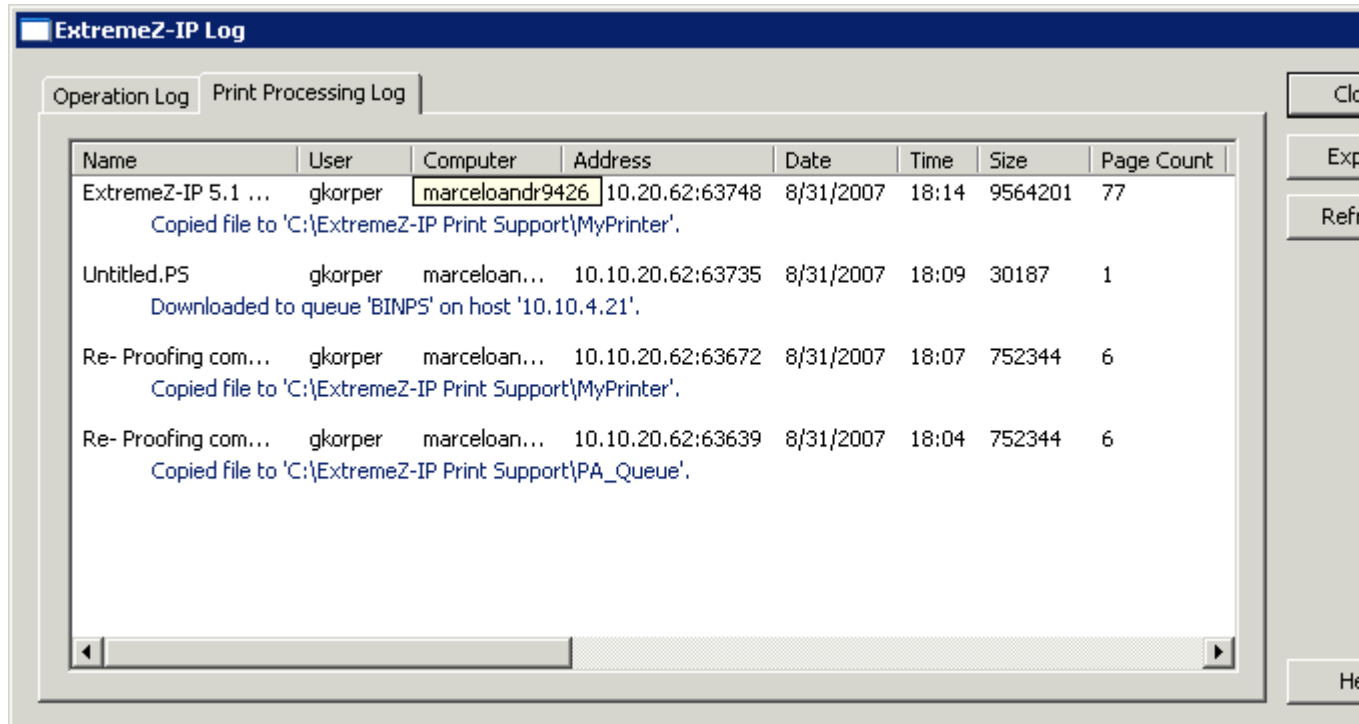 ExtremeZ-IP Log
Operation Log Print Processing Log
Name User Computer Address Date Time Size Page Count
ExtremeZ-IP 5.1 ... gkorper marceloandr9426 10.20.62:63748 8/31/2007 18:14 9564201 77
Copied file to 'C:\ExtremeZ-IP Print Support\MyPrinter'.
Untitled.PS gkorper marceloan... 10.10.20.62:63735 8/31/2007 18:09 30187 1
Downloaded to queue 'BINPS' on host '10.10.4.21'.
Re- Proofing com... gkorper marceloan... 10.10.20.62:63672 8/31/2007 18:07 752344 6
Copied file to 'C:\ExtremeZ-IP Print Support\MyPrinter'.
Re- Proofing com... gkorper marceloan... 10.10.20.62:63639 8/31/2007 18:04 752344 6
Copied file to 'C:\ExtremeZ-IP Print Support\PA_Queue'.
Clo
Exp
Refr
He